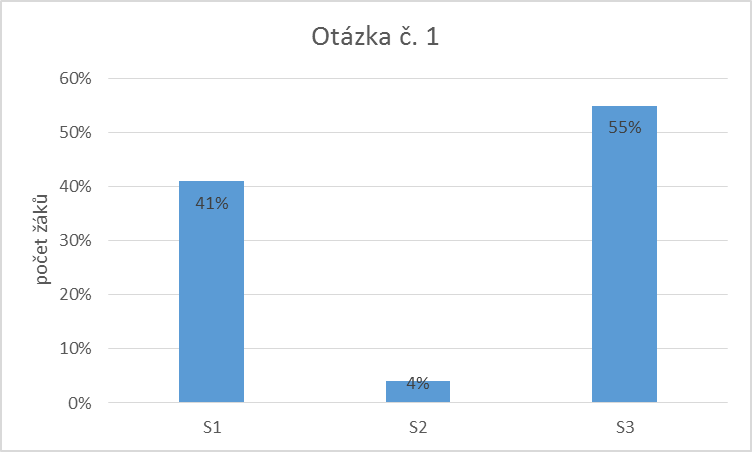 Otázka č. 1
60%
50%
40%
30%
20%
10%
0%
počet žáků
41%
4%
55%
S1
S2
S3